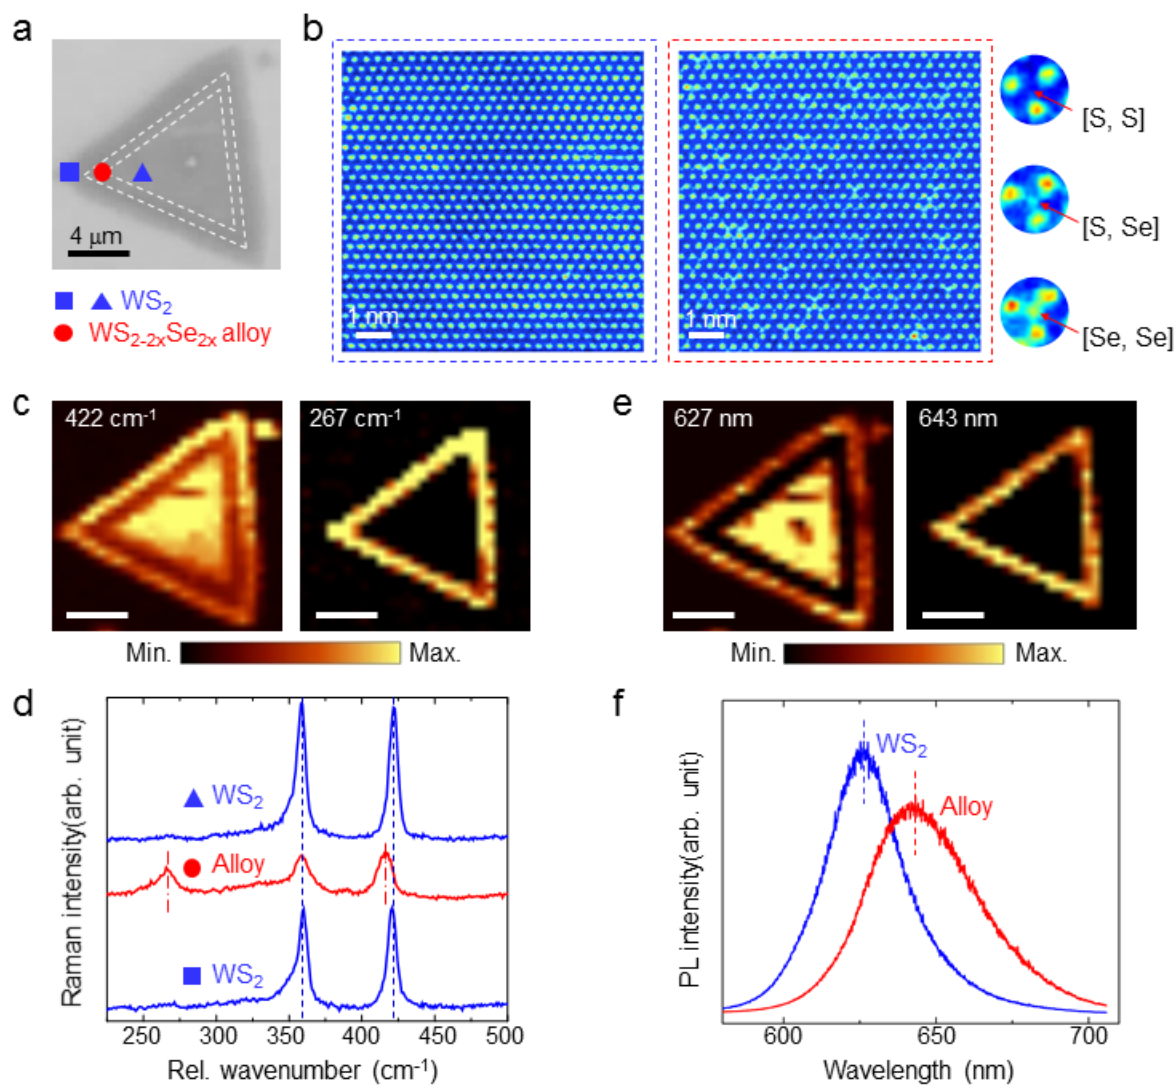 a
4 μm
WS2
WS2-2xSe2x alloy
b
1 nm
1 nm
[S, S]
[S, Se]
[Se, Se]
c
422 cm-1
267 cm-1
Min.
Max.
e
627 nm
643 nm
Min.
Max.
d
Raman intensity(arb. unit)
WS2
Alloy
WS2
250 300 350 400 450 500
Rel. wavenumber (cm-1)
f
PL intensity(arb. unit)
WS2
Alloy
600 650 700
Wavelength (nm)